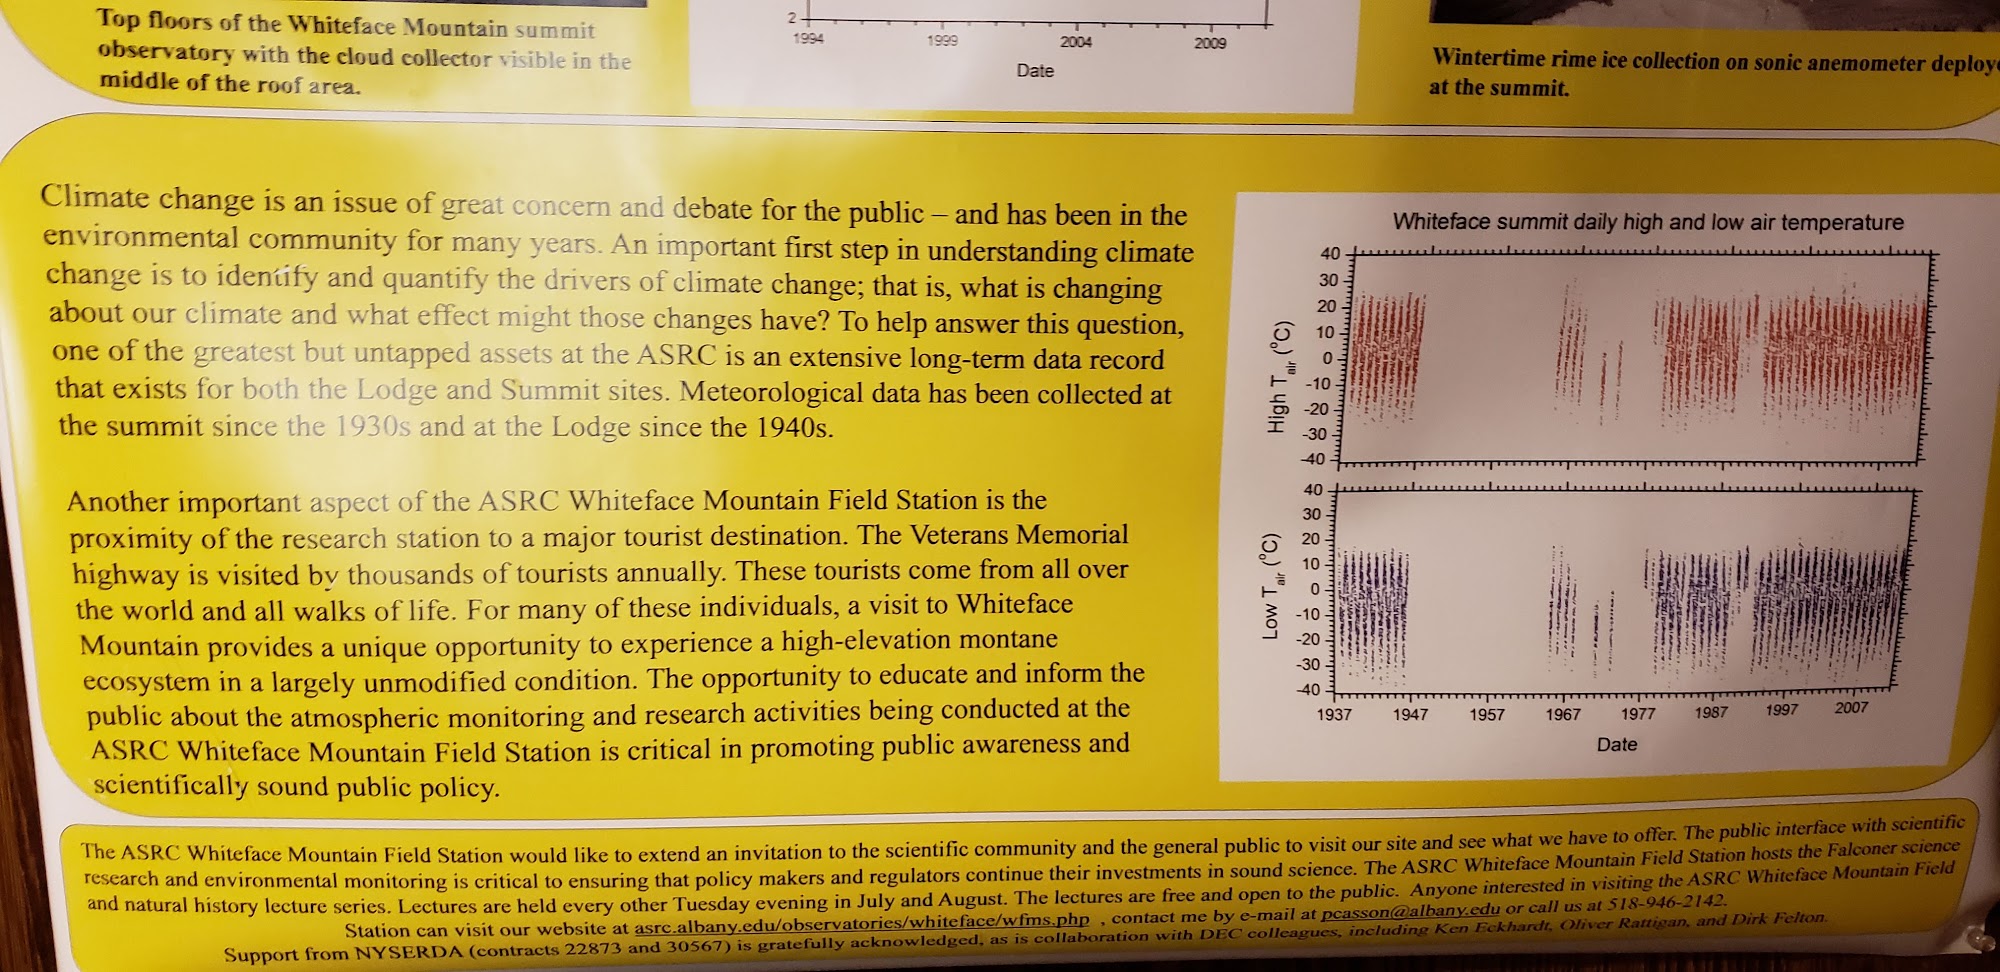 Top floors of the Whiteface Mountain summit
observatory with the cloud collector visible in the
middle of the roof area.
2
1994 1999 2004 2009
Date
Wintertime rime ice collection on sonic anemometer
at the summit.
Climate change is an issue of great concern and debate for the public – and has been in the
environmental community for many years. An important first step in understanding climate
change is to identify and quantify the drivers of climate change; that is, what is changing
about our climate and what effect might those changes have? To help answer this question,
one of the greatest but untapped assets at the ASRC is an extensive long-term data record
that exists for both the Lodge and Summit sites. Meteorological data has been collected at
the summit since the 1930s and at the Lodge since the 1940s.
Another important aspect of the ASRC Whiteface Mountain Field Station is the
proximity of the research station to a major tourist destination. The Veterans Memorial
highway is visited by thousands of tourists annually. These tourists come from all over
the world and all walks of life. For many of these individuals, a visit to Whiteface
Mountain provides a unique opportunity to experience a high-elevation montane
ecosystem in a largely unmodified condition. The opportunity to educate and inform the
public about the atmospheric monitoring and research activities being conducted at the
ASRC Whiteface Mountain Field Station is critical in promoting public awareness and
scientifically sound public policy.
Whiteface summit daily high and low air temperature
High Tair (°C)
40
30
20
10
0
-10
-20
-30
-40
Low Tair (°C)
40
30
20
10
0
-10
-20
-30
-40
1937 1947 1957 1967 1977 1987 1997 2007
Date
The ASRC Whiteface Mountain Field Station would like to extend an invitation to the scientific community and the general public to visit our site and see what we have to offer. The public interface with scientific
research and environmental monitoring is critical to ensuring that policy makers and regulators continue their investments in sound science. The ASRC Whiteface Mountain Field Station hosts the Falconer science
and natural history lecture series. Lectures are held every other Tuesday evening in July and August. The lectures are free and open to the public. Anyone interested in visiting the ASRC Whiteface Mountain Field
Station can visit our website at asrc.albany.edu/observatories/whiteface/wfms.php , contact me by e-mail at pcasson@albany.edu or call us at 518-946-2142.
Support from NYSERDA (contracts 22873 and 30567) is gratefully acknowledged, as is collaboration with DEC colleagues, including Ken Eckhardt, Oliver Rattigan, and Dirk Felton.